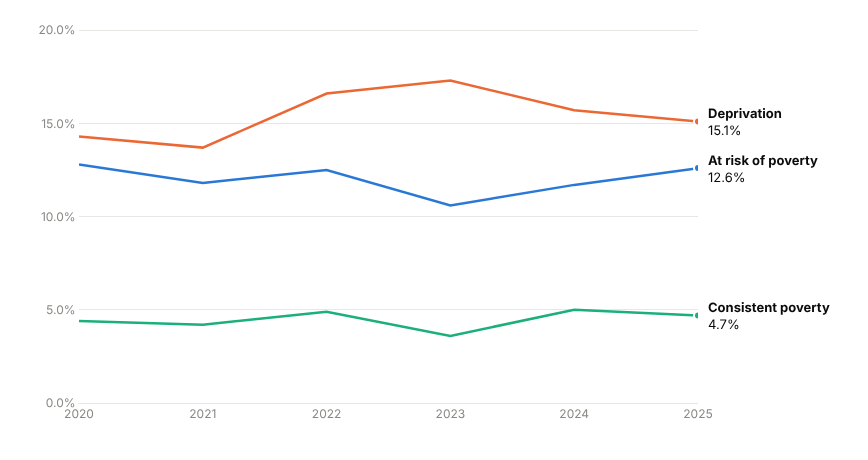 20.0%
15.0%
10.0%
5.0%
0.0%
2020 2021 2022 2023 2024 2025
Deprivation
15.1%
At risk of poverty
12.6%
Consistent poverty
4.7%